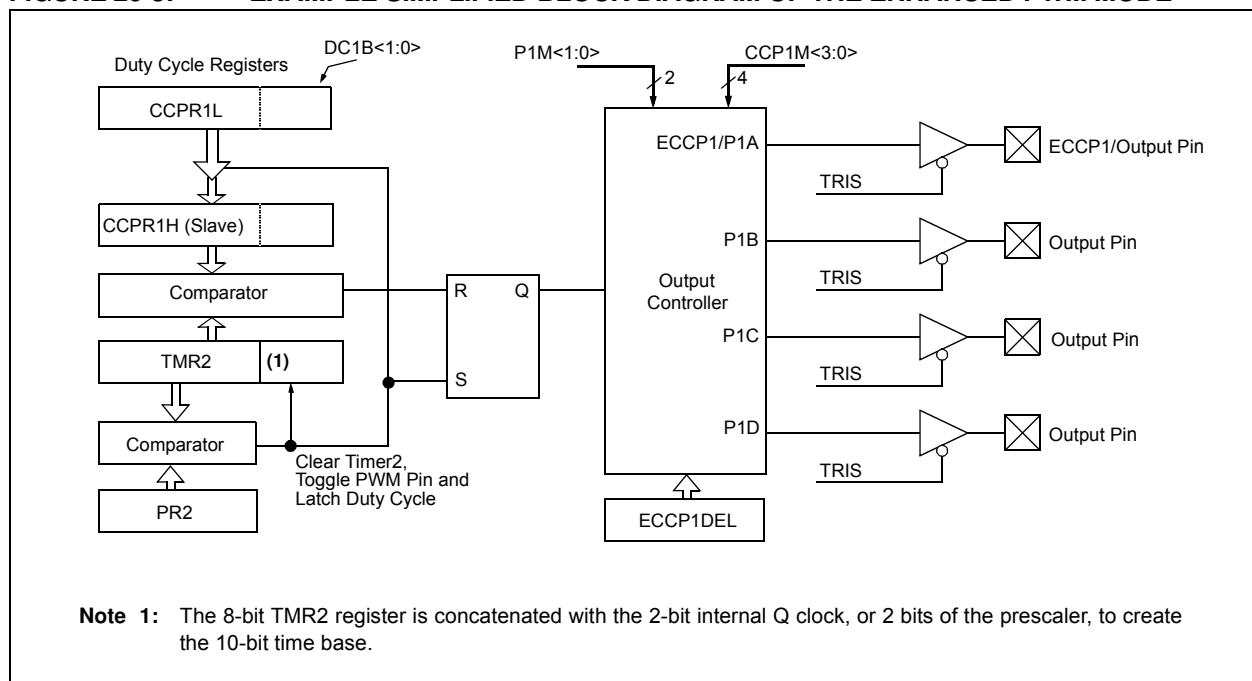 DC1B<1:0>
Duty Cycle Registers
CCPR1L
CCPR1H (Slave)
Comparator
TMR2
(1)
Comparator
PR2
Clear Timer2,
Toggle PWM Pin and
Latch Duty Cycle
R
Q
S
P1M<1:0>
2
CCP1M<3:0>
4
Output
Controller
ECCP1/P1A
TRIS
ECCP1/Output Pin
P1B
TRIS
Output Pin
P1C
TRIS
Output Pin
P1D
TRIS
Output Pin
ECCP1DEL
Note 1: The 8-bit TMR2 register is concatenated with the 2-bit internal Q clock, or 2 bits of the prescaler, to create
the 10-bit time base.